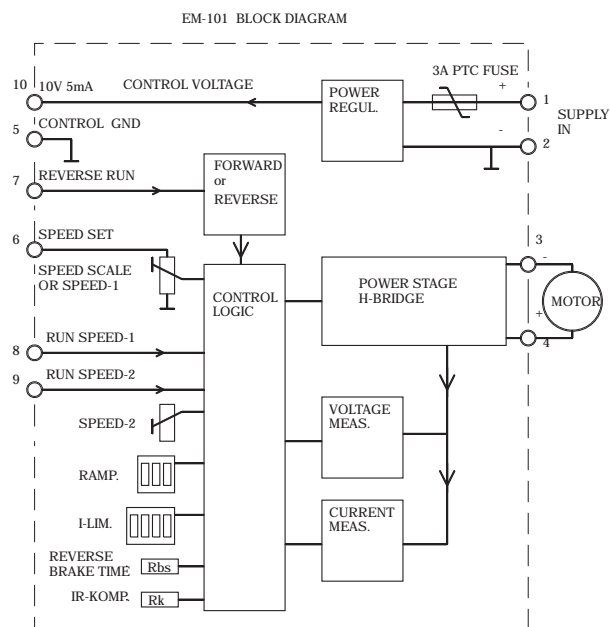 EM-101 BLOCK DIAGRAM
10 10V 5mA CONTROL VOLTAGE
POWER
REGUL.
3A PTC FUSE
+
1
SUPPLY
IN
-
2
5 CONTROL GND
7 REVERSE RUN
FORWARD
or
REVERSE
6 SPEED SET
SPEED SCALE
OR SPEED-1
CONTROL
LOGIC
POWER STAGE
H-BRIDGE
3
-
MOTOR
+
4
8 RUN SPEED-1
9 RUN SPEED-2
SPEED-2
VOLTAGE
MEAS.
RAMP.
I-LIM.
CURRENT
MEAS.
REVERSE
BRAKE TIME Rbs
IR-KOMP. Rk